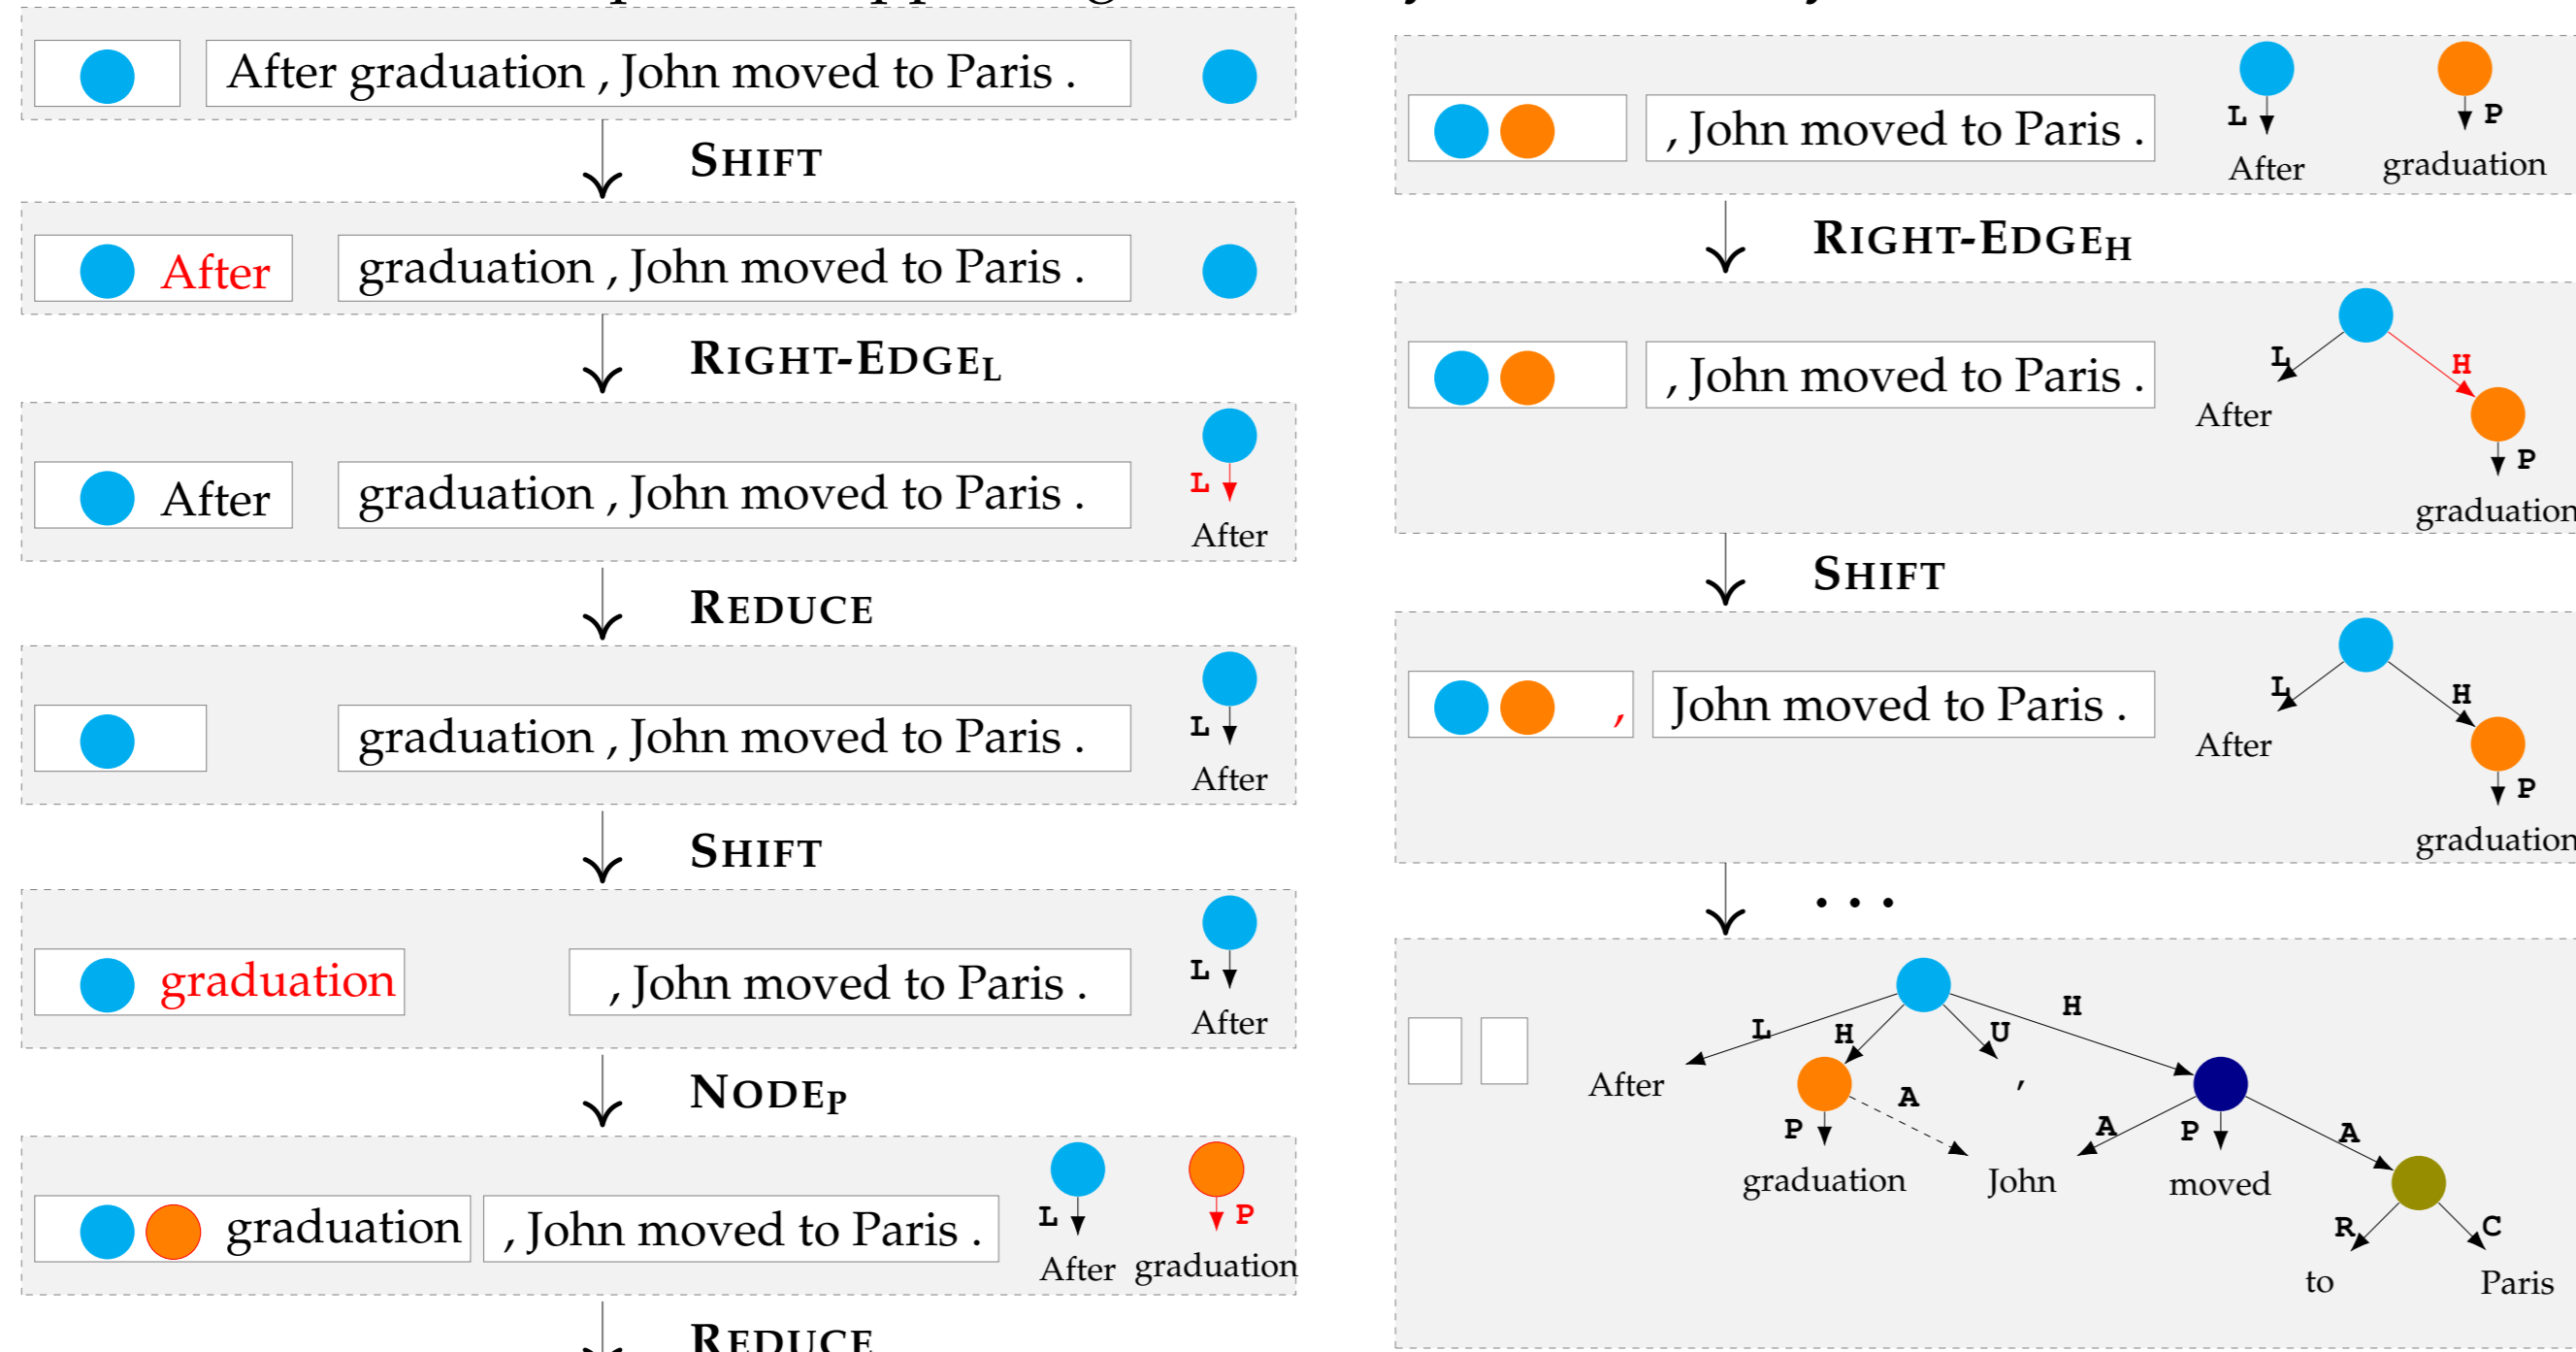 After graduation , John moved to Paris .
SHIFT
After graduation , John moved to Paris .
RIGHT-EDGEL
After graduation , John moved to Paris .
L
After
REDUCE
graduation , John moved to Paris .
L
After
SHIFT
graduation , John moved to Paris .
L
After
NODEP
graduation , John moved to Paris .
L P
After graduation
REDUCE
, John moved to Paris .
L P
After graduation
RIGHT-EDGEH
, John moved to Paris .
L H
After
P
graduation
SHIFT
, John moved to Paris .
L H
After
P
graduation
. . .
L H U H
After ,
P A A P A
graduation John moved
R C
to Paris